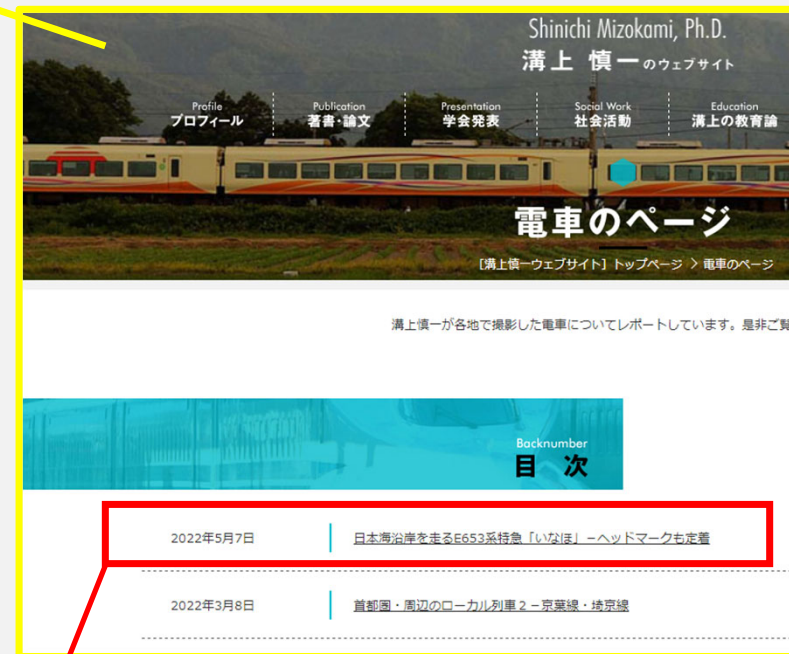 Shinichi Mizokami, Ph.D.
溝上 慎一のウェブサイト
Profile
プロフィール
Publication
著書・論文
Presentation
学会発表
Social Work
社会活動
Education
溝上の教育論
電車のページ
[溝上慎一ウェブサイト] トップページ > 電車のページ
溝上慎一が各地で撮影した電車についてレポートしています。是非ご覧
Backnumber
目 次
2022年5月7日
日本海沿岸を走るE653系特急「いなほ」－ヘッドマークも定着
2022年3月8日
首都圏・周辺のローカル列車２－京葉線・埼京線